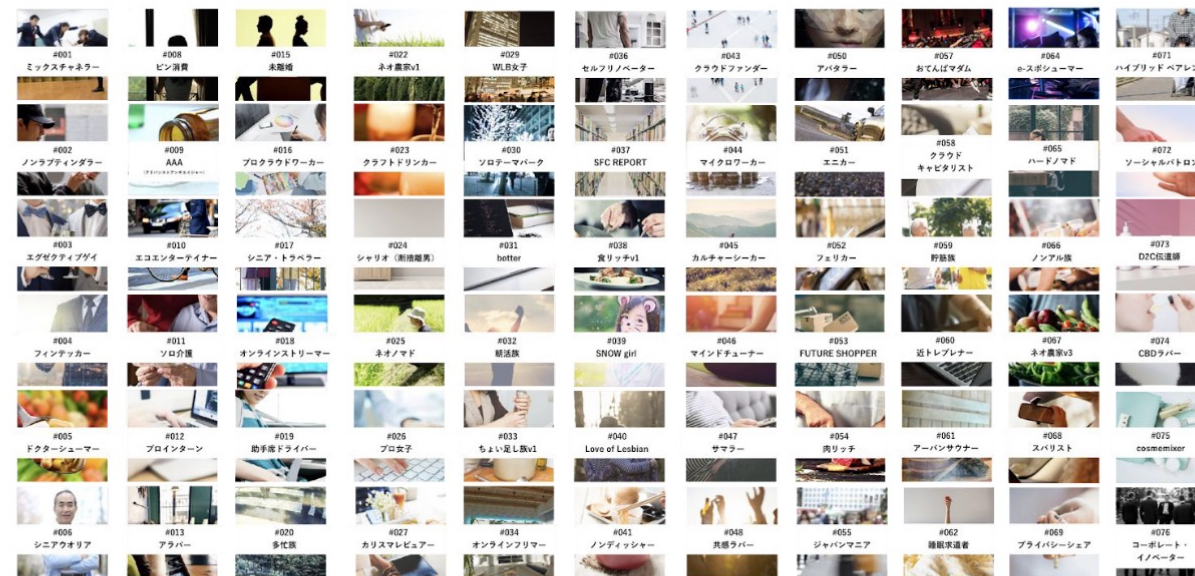 #001
ミックスチャネラー
#008
ピン消費
#015
未離婚
#022
ネオ農家v1
#029
WLB女子
#036
セルフリノベーター
#043
クラウドファンダー
#050
アバタラー
#057
おてんばマダム
#064
e-スポシューマー
#071
ハイブリッド ペアレン
#002
ノンラプティンダラー
#009
AAA
#016
プロクラウドワーカー
#023
クラフトドリンカー
#030
ソロテーマパーク
#037
SFC REPORT
#044
マイクロワーカー
#051
エニカー
#058
クラウド
キャピタリスト
#065
ハードノマド
#072
ソーシャルパトロン
#003
エグゼクティブゲイ
#010
エコエンターテイナー
#017
シニア・トラベラー
#024
シャリオ（断捨離男）
#031
botter
#038
食リッチv1
#045
カルチャーシーカー
#052
フェリカー
#059
貯筋族
#066
ノンアル族
#073
D2C伝道師
#004
フィンテッカー
#011
ソロ介護
#018
オンラインストリーマー
#025
ネオノマド
#032
朝活族
#039
SNOW girl
#046
マインドチューナー
#053
FUTURE SHOPPER
#060
近トレプレナー
#067
ネオ農家v3
#074
CBDラバー
#005
ドクターシューマー
#012
プロインターン
#019
助手席ドライバー
#026
プロ女子
#033
ちょい足し族v1
#040
Love of Lesbian
#047
サマラー
#054
肉リッチ
#061
アーバンサウナー
#068
スパリスト
#075
cosmemixer
#006
シニアウオリア
#013
アラバー
#020
多忙族
#027
カリスマレビュアー
#034
オンラインフリマー
#041
ノンディッシャー
#048
共感ラバー
#055
ジャパンマニア
#062
睡眠求道者
#069
プライバシーシェア
#076
コーポレート・
イノベーター